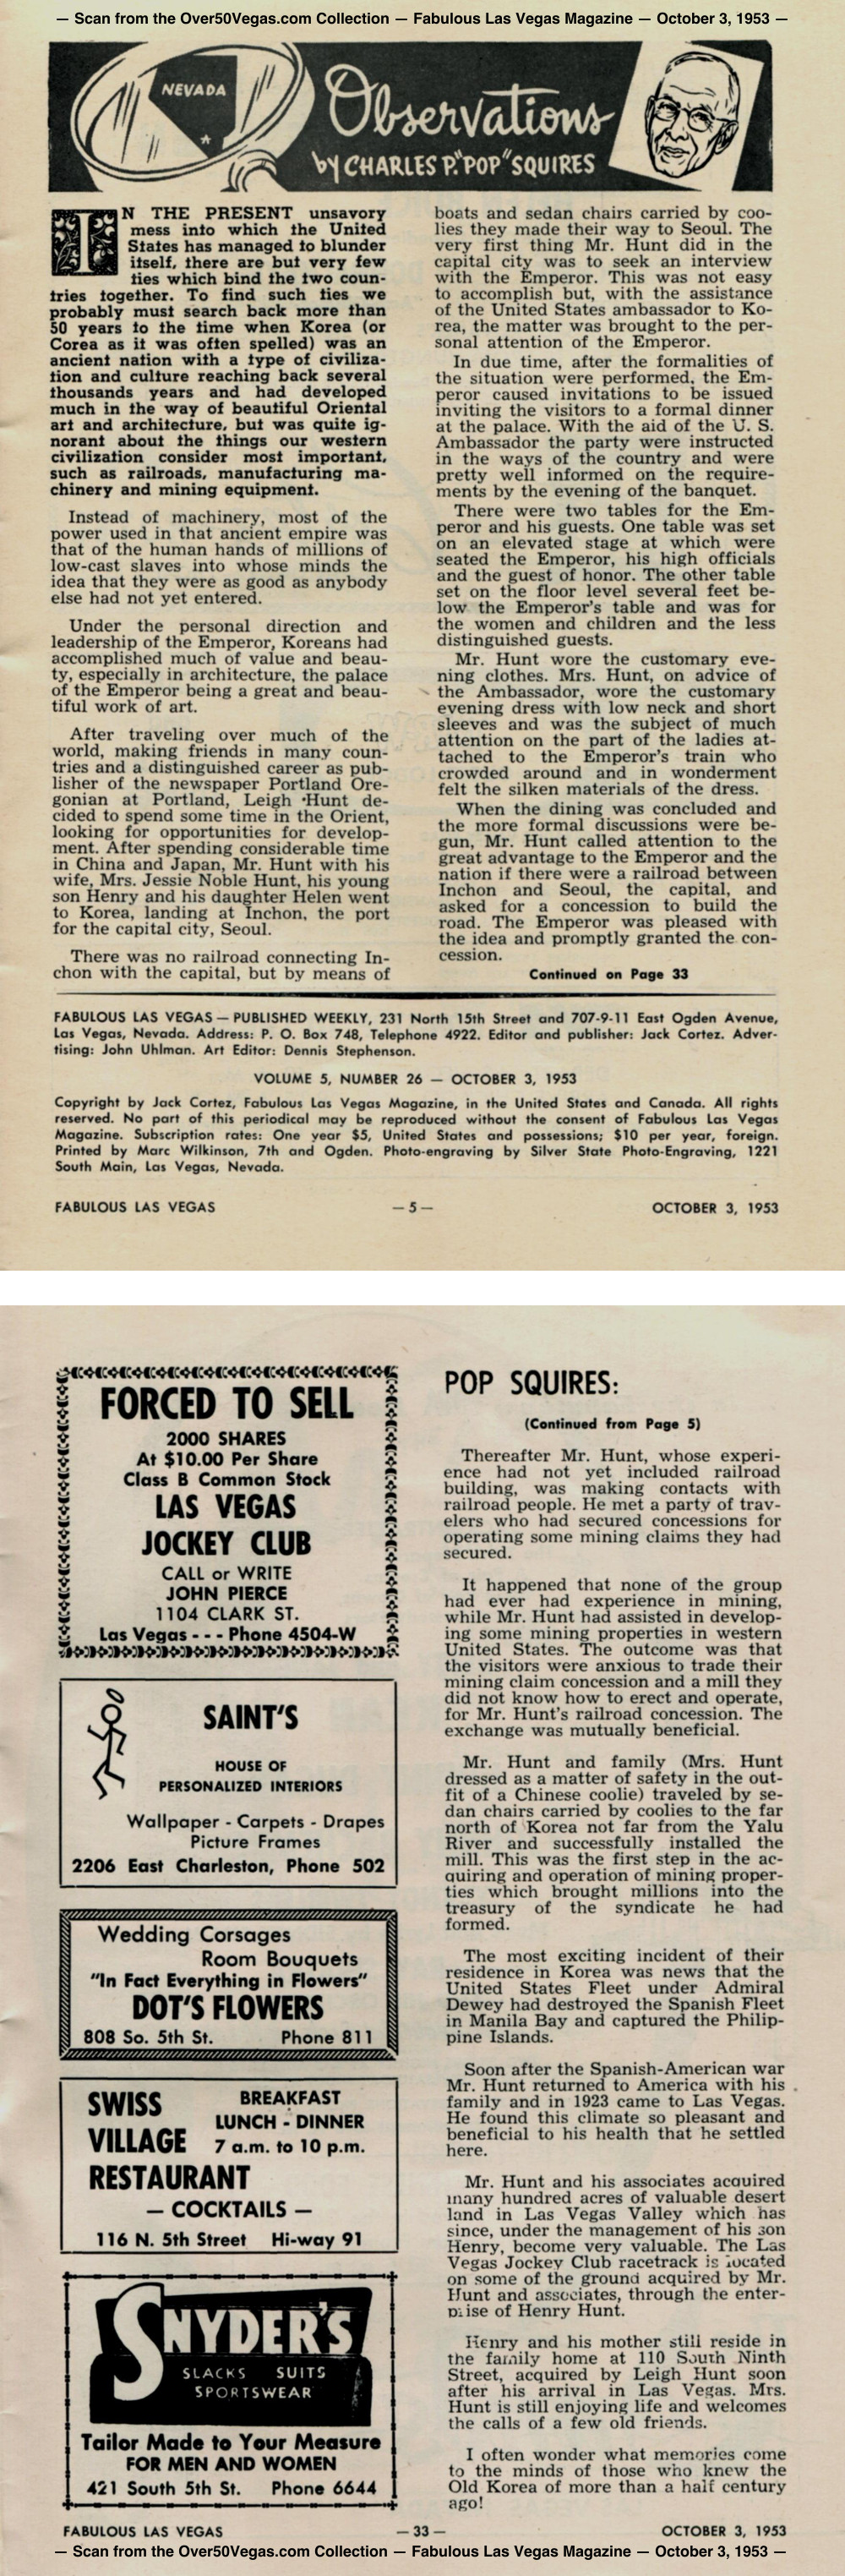 — Scan from the Over50Vegas.com Collection — Fabulous Las Vegas Magazine — October 3, 1953 —
NEVADA
Observations
by CHARLES P. "POP" SQUIRES
IN THE PRESENT unsavory
mess into which the United
States has managed to blunder
itself, there are but very few
ties which bind the two coun-
tries together. To find such ties we
probably must search back more than
50 years to the time when Korea (or
Corea as it was often spelled) was an
ancient nation with a type of civiliza-
tion and culture reaching back several
thousands years and had developed
much in the way of beautiful Oriental
art and architecture, but was quite ig-
norant about the things our western
civilization consider most important,
such as railroads, manufacturing ma-
chinery and mining equipment.
Instead of machinery, most of the
power used in that ancient empire was
that of the human hands of millions of
low-cast slaves into whose minds the
idea that they were as good as anybody
else had not yet entered.
Under the personal direction and
leadership of the Emperor, Koreans had
accomplished much of value and beau-
ty, especially in architecture, the palace
of the Emperor being a great and beau-
tiful work of art.
After traveling over much of the
world, making friends in many coun-
tries and a distinguished career as pub-
lisher of the newspaper Portland Ore-
gonian at Portland, Leigh Hunt de-
cided to spend some time in the Orient,
looking for opportunities for develop-
ment. After spending considerable time
in China and Japan, Mr. Hunt with his
wife, Mrs. Jessie Noble Hunt, his young
son Henry and his daughter Helen went
to Korea, landing at Inchon, the port
for the capital city, Seoul.
There was no railroad connecting In-
chon with the capital, but by means of
boats and sedan chairs carried by coo-
lies they made their way to Seoul. The
very first thing Mr. Hunt did in the
capital city was to seek an interview
with the Emperor. This was not easy
to accomplish but, with the assistance
of the United States ambassador to Ko-
rea, the matter was brought to the per-
sonal attention of the Emperor.
In due time, after the formalities of
the situation were performed, the Em-
peror caused invitations to be issued
inviting the visitors to a formal dinner
at the palace. With the aid of the U. S.
Ambassador the party were instructed
in the ways of the country and were
pretty well informed on the require-
ments by the evening of the banquet.
There were two tables for the Em-
peror and his guests. One table was set
on an elevated stage at which were
seated the Emperor, his high officials
and the guest of honor. The other table
set on the floor level several feet be-
low the Emperor's table and was for
the women and children and the less
distinguished guests.
Mr. Hunt wore the customary eve-
ning clothes. Mrs. Hunt, on advice of
the Ambassador, wore the customary
evening dress with low neck and short
sleeves and was the subject of much
attention on the part of the ladies at-
tached to the Emperor's train who
crowded around and in wonderment
felt the silken materials of the dress.
When the dining was concluded and
the more formal discussions were be-
gun, Mr. Hunt called attention to the
great advantage to the Emperor and the
nation if there were a railroad between
Inchon and Seoul, the capital, and
asked for a concession to build the
road. The Emperor was pleased with
the idea and promptly granted the con-
cession.
Continued on Page 33
FABULOUS LAS VEGAS — PUBLISHED WEEKLY, 231 North 15th Street and 707-9-11 East Ogden Avenue,
Las Vegas, Nevada. Address: P. O. Box 748, Telephone 4922. Editor and publisher: Jack Cortez. Adver-
tising: John Uhlman. Art Editor: Dennis Stephenson.
VOLUME 5, NUMBER 26 — OCTOBER 3, 1953
Copyright by Jack Cortez, Fabulous Las Vegas Magazine, in the United States and Canada. All rights
reserved. No part of this periodical may be reproduced without the consent of Fabulous Las Vegas
Magazine. Subscription rates: One year $5, United States and possessions; $10 per year, foreign.
Printed by Marc Wilkinson, 7th and Ogden. Photo-engraving by Silver State Photo-Engraving, 1221
South Main, Las Vegas, Nevada.
FABULOUS LAS VEGAS — 5 — OCTOBER 3, 1953
FORCED TO SELL
2000 SHARES
At $10.00 Per Share
Class B Common Stock
LAS VEGAS
JOCKEY CLUB
CALL or WRITE
JOHN PIERCE
1104 CLARK ST.
Las Vegas - - - Phone 4504-W
SAINT'S
HOUSE OF
PERSONALIZED INTERIORS
Wallpaper - Carpets - Drapes
Picture Frames
2206 East Charleston, Phone 502
Wedding Corsages
Room Bouquets
"In Fact Everything in Flowers"
DOT'S FLOWERS
808 So. 5th St. Phone 811
SWISS
VILLAGE
RESTAURANT
BREAKFAST
LUNCH - DINNER
7 a.m. to 10 p.m.
— COCKTAILS —
116 N. 5th Street Hi-way 91
SNYDER'S
SLACKS SUITS
SPORTSWEAR
Tailor Made to Your Measure
FOR MEN AND WOMEN
421 South 5th St. Phone 6644
POP SQUIRES:
(Continued from Page 5)
Thereafter Mr. Hunt, whose experi-
ence had not yet included railroad
building, was making contacts with
railroad people. He met a party of trav-
elers who had secured concessions for
operating some mining claims they had
secured.
It happened that none of the group
had ever had experience in mining,
while Mr. Hunt had assisted in develop-
ing some mining properties in western
United States. The outcome was that
the visitors were anxious to trade their
mining claim concession and a mill they
did not know how to erect and operate,
for Mr. Hunt's railroad concession. The
exchange was mutually beneficial.
Mr. Hunt and family (Mrs. Hunt
dressed as a matter of safety in the out-
fit of a Chinese coolie) traveled by se-
dan chairs carried by coolies to the far
north of Korea not far from the Yalu
River and successfully installed the
mill. This was the first step in the ac-
quiring and operation of mining proper-
ties which brought millions into the
treasury of the syndicate he had
formed.
The most exciting incident of their
residence in Korea was news that the
United States Fleet under Admiral
Dewey had destroyed the Spanish Fleet
in Manila Bay and captured the Philip-
pine Islands.
Soon after the Spanish-American war
Mr. Hunt returned to America with his
family and in 1923 came to Las Vegas.
He found this climate so pleasant and
beneficial to his health that he settled
here.
Mr. Hunt and his associates acquired
many hundred acres of valuable desert
land in Las Vegas Valley which has
since, under the management of his son
Henry, become very valuable. The Las
Vegas Jockey Club racetrack is located
on some of the ground acquired by Mr.
Hunt and associates, through the enter-
prise of Henry Hunt.
Henry and his mother still reside in
the family home at 110 South Ninth
Street, acquired by Leigh Hunt soon
after his arrival in Las Vegas. Mrs.
Hunt is still enjoying life and welcomes
the calls of a few old friends.
I often wonder what memories come
to the minds of those who knew the
Old Korea of more than a half century
ago!
FABULOUS LAS VEGAS — 33 — OCTOBER 3, 1953
— Scan from the Over50Vegas.com Collection — Fabulous Las Vegas Magazine — October 3, 1953 —